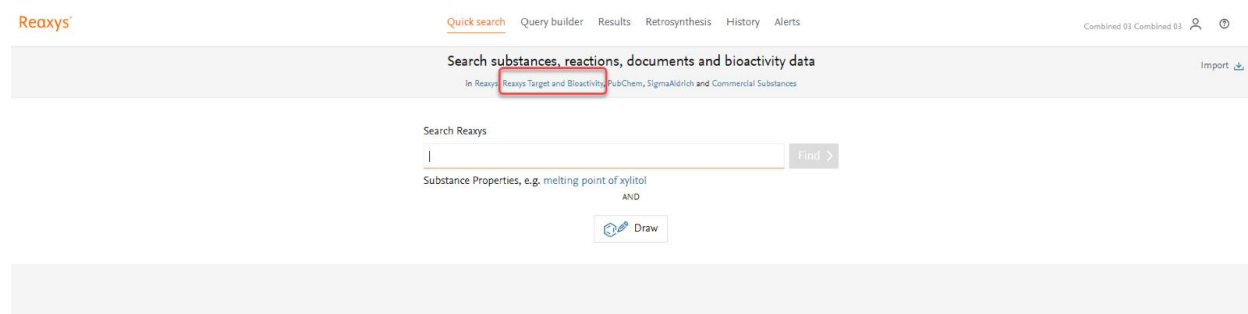 Reaxys®
Quick search Query builder Results Retrosynthesis History Alerts
Combined 03 Combined 03
Search substances, reactions, documents and bioactivity data
Import
in Reaxys, Reaxys Target and Bioactivity, PubChem, SigmaAldrich and Commercial Substances
Search Reaxys
Find >
Substance Properties, e.g. melting point of xylitol
AND
Draw